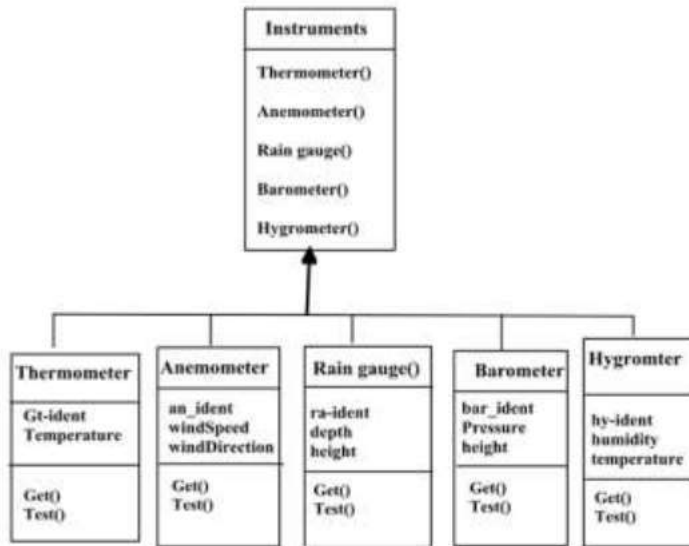 Instruments
Thermometer()
Anemometer()
Rain gauge()
Barometer()
Hygrometer()
Thermometer
Gt-ident
Temperature
Get()
Test()
Anemometer
an_ident
windSpeed
windDirection
Get()
Test()
Rain gauge()
ra-ident
depth
height
Get()
Test()
Barometer
bar_ident
Pressure
height
Get()
Test()
Hygromter
hy-ident
humidity
temperature
Get()
Test()